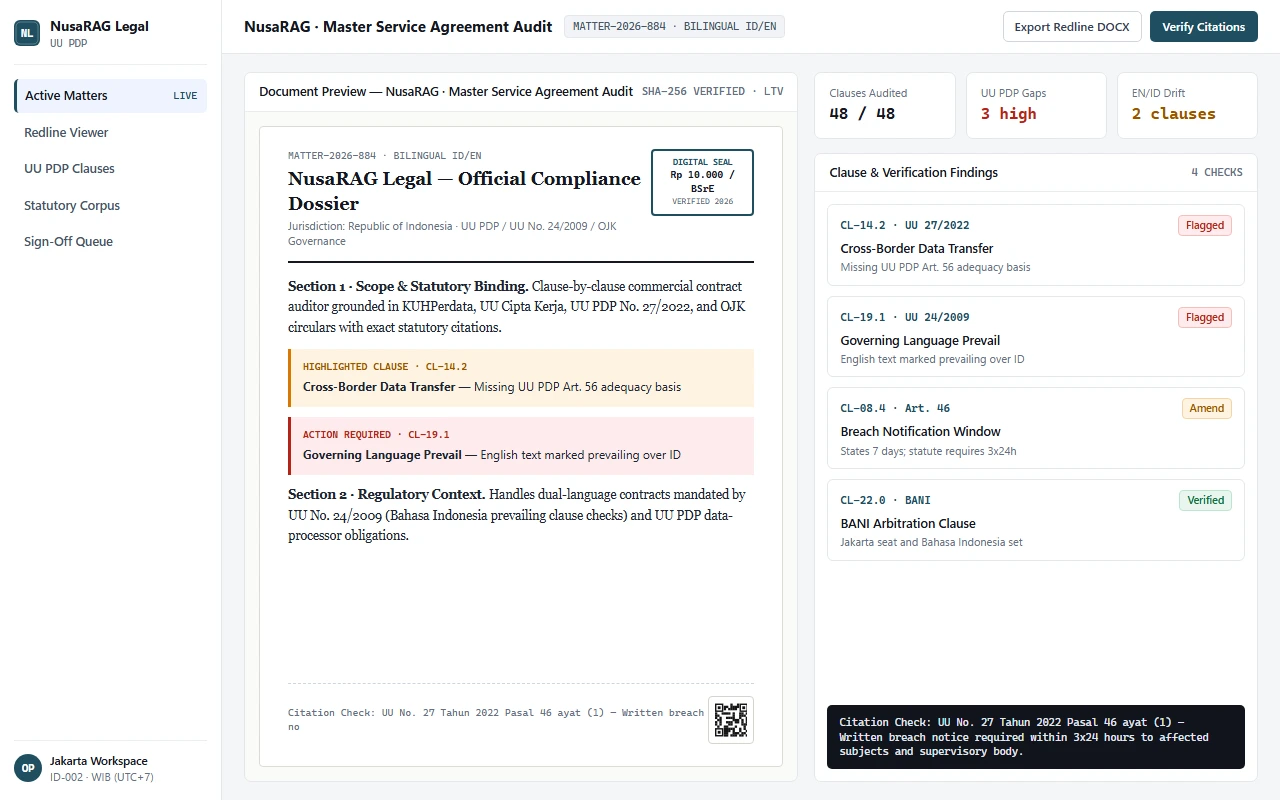 NL
NusaRAG Legal
UU PDP
Active Matters LIVE
Redline Viewer
UU PDP Clauses
Statutory Corpus
Sign-Off Queue
OP
Jakarta Workspace
ID-002 · WIB (UTC+7)
NusaRAG · Master Service Agreement Audit MATTER-2026-884 · BILINGUAL ID/EN
Export Redline DOCX
Verify Citations
Document Preview — NusaRAG · Master Service Agreement Audit SHA-256 VERIFIED · LTV
MATTER-2026-884 · BILINGUAL ID/EN
NusaRAG Legal — Official Compliance
Dossier
Jurisdiction: Republic of Indonesia · UU PDP / UU No. 24/2009 / OJK
Governance
DIGITAL SEAL
Rp 10.000 /
BSrE
VERIFIED 2026
Section 1 · Scope & Statutory Binding. Clause-by-clause commercial contract
auditor grounded in KUHPerdata, UU Cipta Kerja, UU PDP No. 27/2022, and OJK
circulars with exact statutory citations.
HIGHLIGHTED CLAUSE · CL-14.2
Cross-Border Data Transfer — Missing UU PDP Art. 56 adequacy basis
ACTION REQUIRED · CL-19.1
Governing Language Prevail — English text marked prevailing over ID
Section 2 · Regulatory Context. Handles dual-language contracts mandated by
UU No. 24/2009 (Bahasa Indonesia prevailing clause checks) and UU PDP data-
processor obligations.
Citation Check: UU No. 27 Tahun 2022 Pasal 46 ayat (1) — Written breach
no
Clauses Audited
48 / 48
UU PDP Gaps
3 high
EN/ID Drift
2 clauses
Clause & Verification Findings 4 CHECKS
CL-14.2 · UU 27/2022 Flagged
Cross-Border Data Transfer
Missing UU PDP Art. 56 adequacy basis
CL-19.1 · UU 24/2009 Flagged
Governing Language Prevail
English text marked prevailing over ID
CL-08.4 · Art. 46 Amend
Breach Notification Window
States 7 days; statute requires 3x24h
CL-22.0 · BANI Verified
BANI Arbitration Clause
Jakarta seat and Bahasa Indonesia set
Citation Check: UU No. 27 Tahun 2022 Pasal 46 ayat (1) —
Written breach notice required within 3x24 hours to affected
subjects and supervisory body.